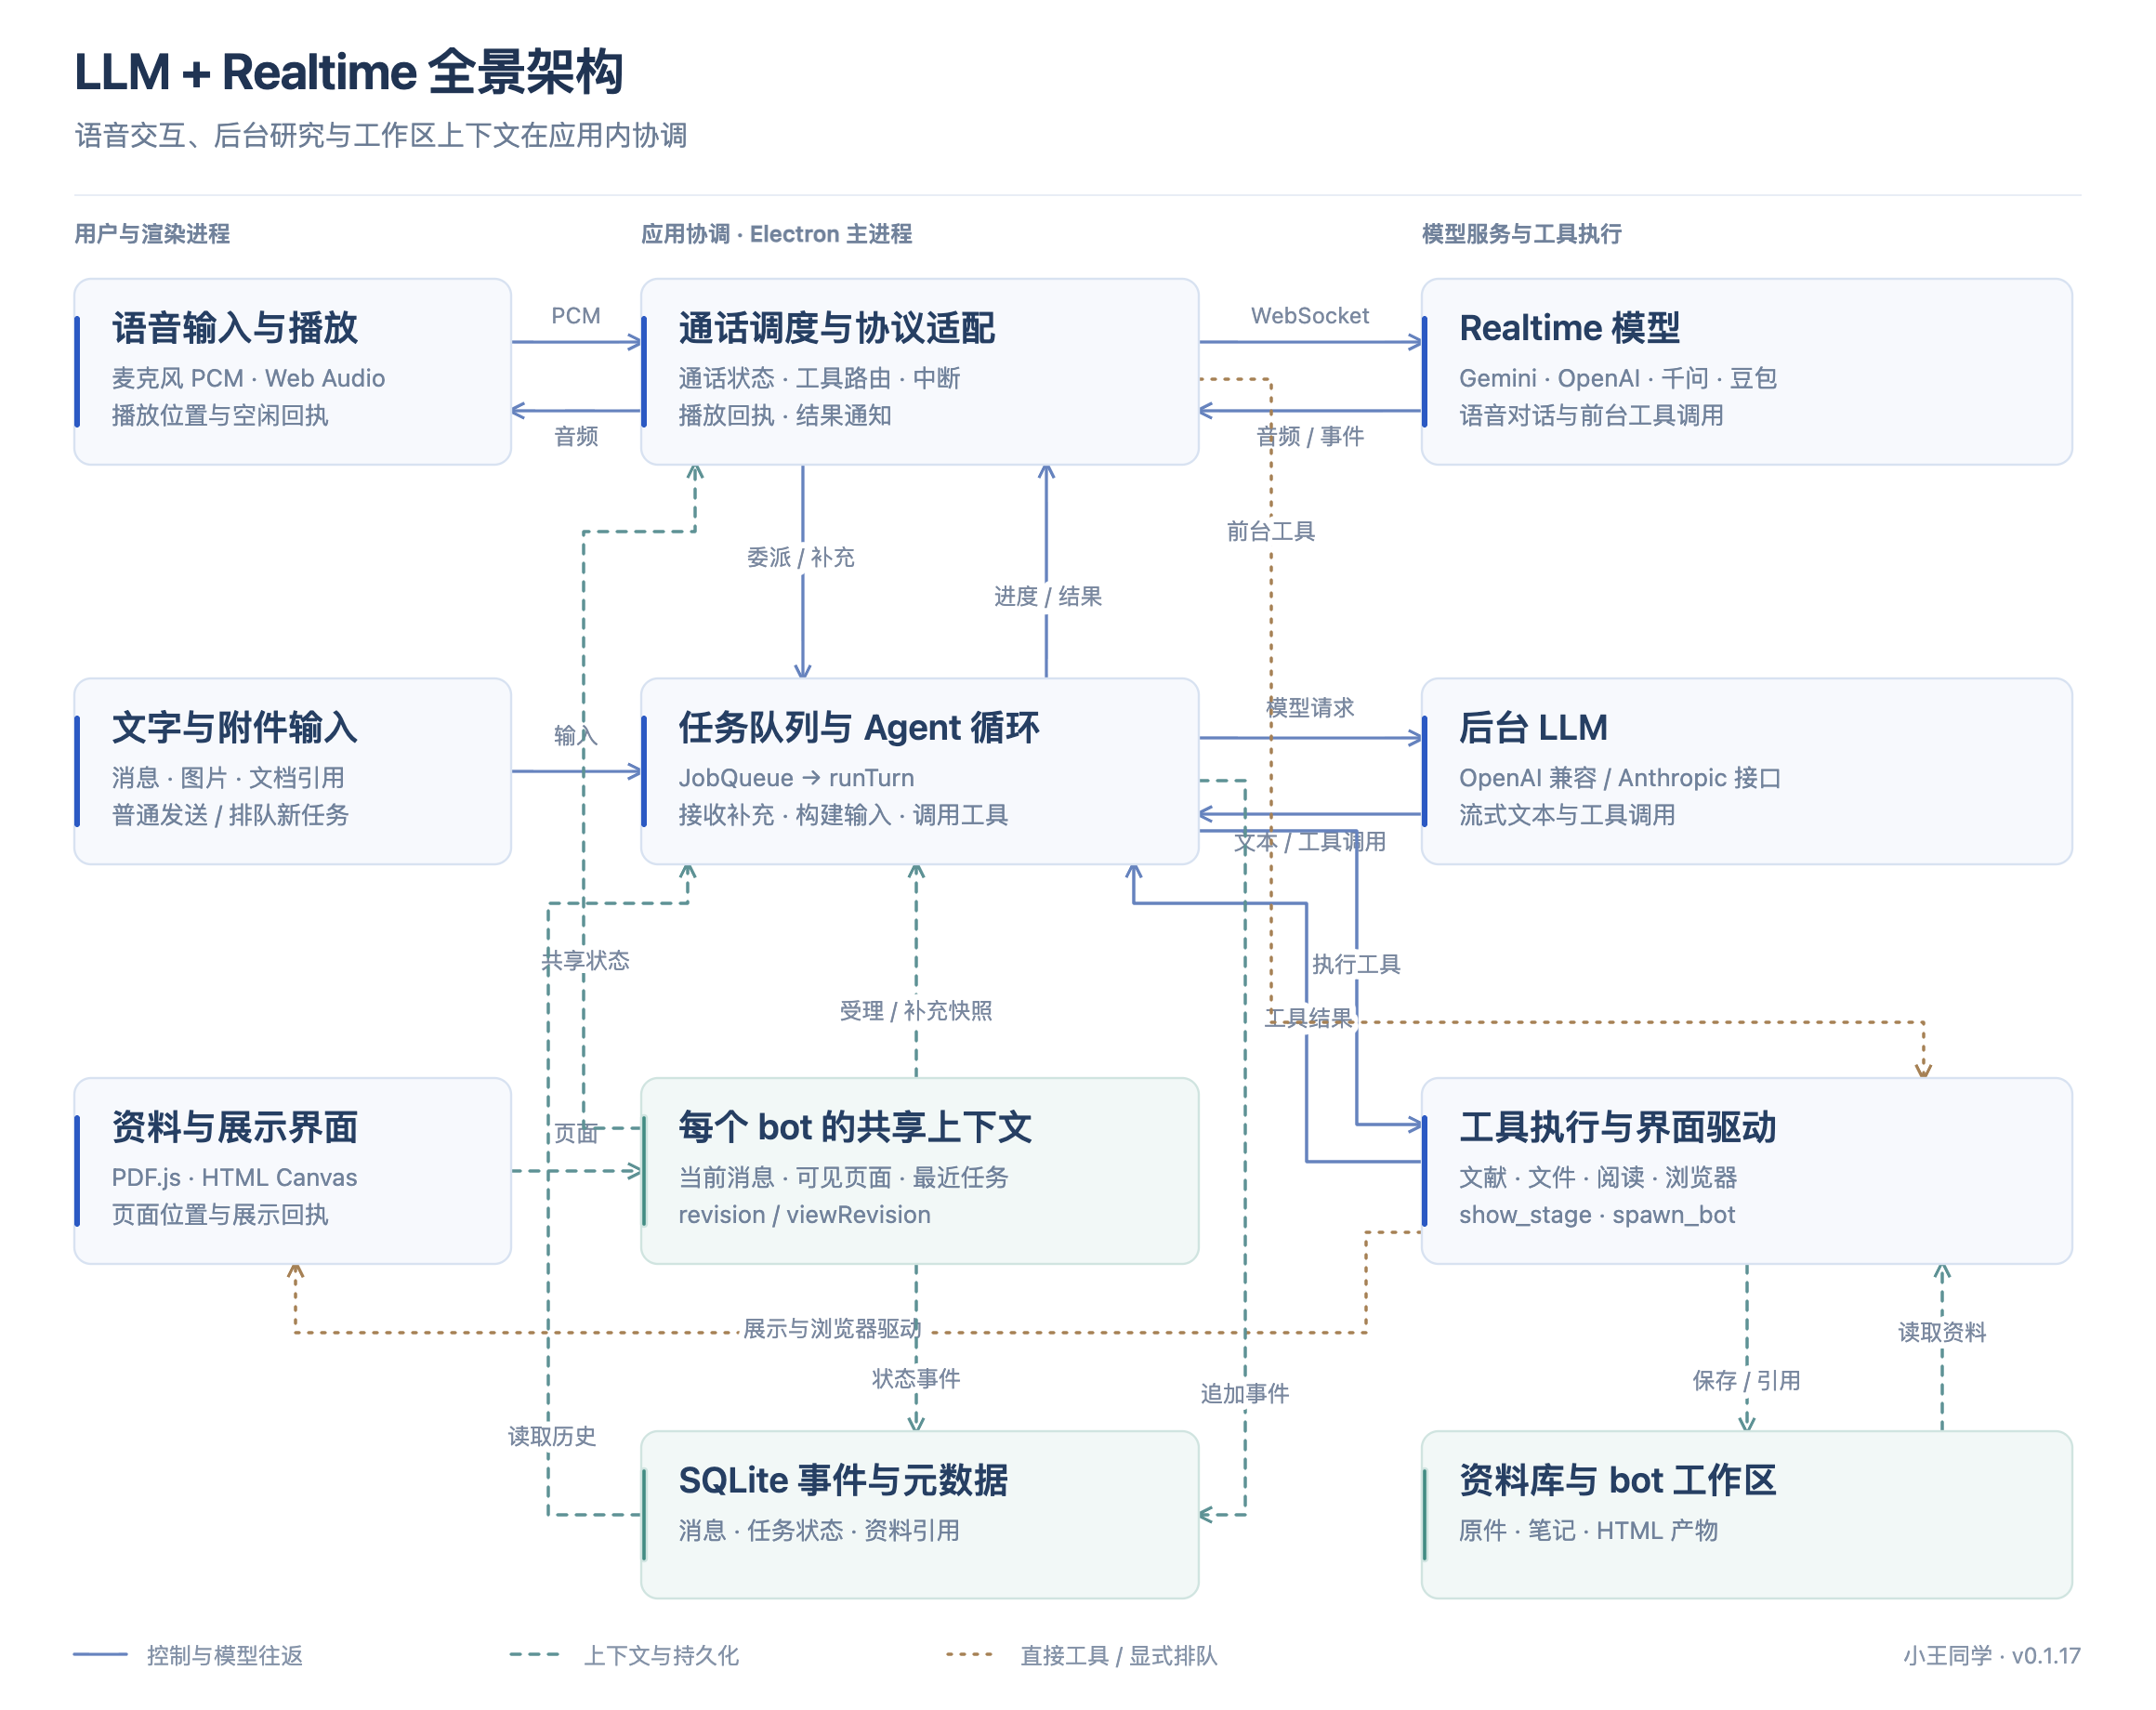 LLM + Realtime 全景架构
语音交互、后台研究与工作区上下文在应用内协调
用户与渲染进程
应用协调 · Electron 主进程
模型服务与工具执行
语音输入与播放
麦克风 PCM · Web Audio
播放位置与空闲回执
PCM
音频
通话调度与协议适配
通话状态 · 工具路由 · 中断
播放回执 · 结果通知
WebSocket
音频 / 事件
Realtime 模型
Gemini · OpenAI · 千问 · 豆包
语音对话与前台工具调用
前台工具
委派 / 补充
进度 / 结果
文字与附件输入
消息 · 图片 · 文档引用
普通发送 / 排队新任务
输入
任务队列与 Agent 循环
JobQueue → runTurn
接收补充 · 构建输入 · 调用工具
模型请求
文本 / 工具调用
后台 LLM
OpenAI 兼容 / Anthropic 接口
流式文本与工具调用
共享状态
受理 / 补充快照
执行工具
工具结果
资料与展示界面
PDF.js · HTML Canvas
页面位置与展示回执
页面
每个 bot 的共享上下文
当前消息 · 可见页面 · 最近任务
revision / viewRevision
工具执行与界面驱动
文献 · 文件 · 阅读 · 浏览器
show_stage · spawn_bot
展示与浏览器驱动
状态事件
追加事件
读取历史
保存 / 引用
读取资料
SQLite 事件与元数据
消息 · 任务状态 · 资料引用
资料库与 bot 工作区
原件 · 笔记 · HTML 产物
控制与模型往返
上下文与持久化
直接工具 / 显式排队
小王同学 · v0.1.17